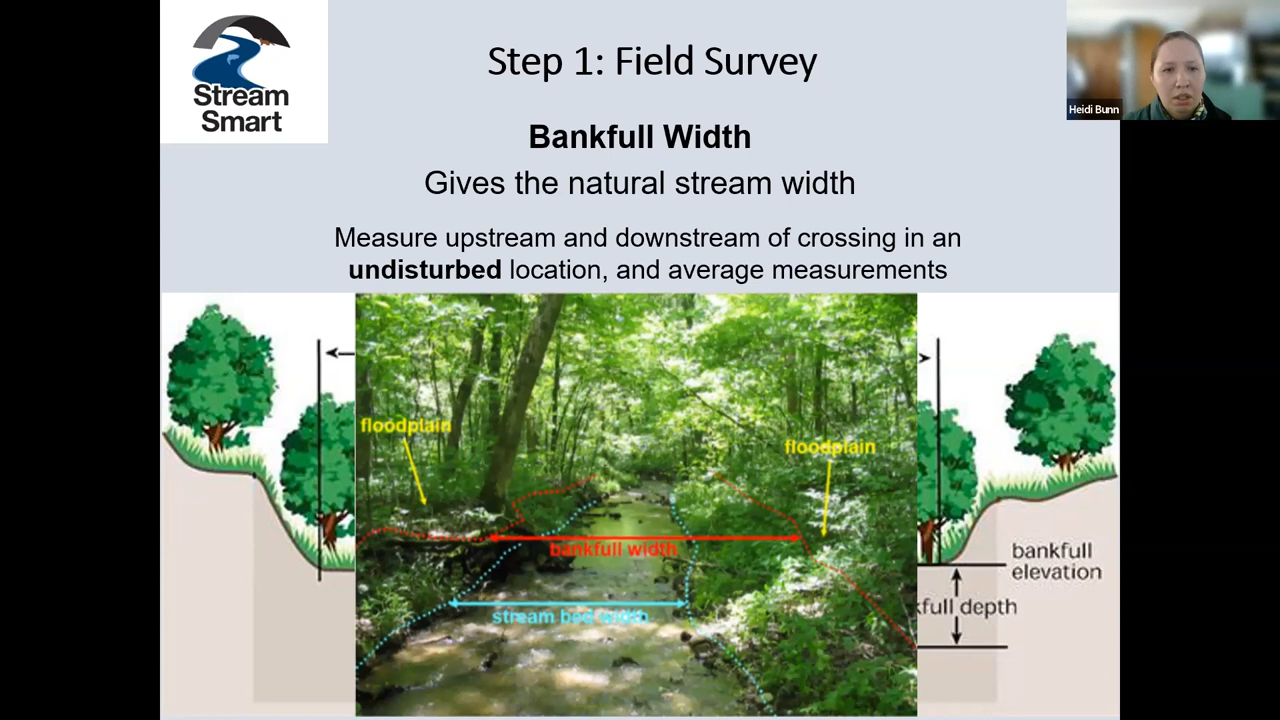 Stream
Smart
Step 1: Field Survey
Heidi Bunn
Bankfull Width
Gives the natural stream width
Measure upstream and downstream of crossing in an
undisturbed location, and average measurements
floodplain
floodplain
bankfull width
stream bed width
bankfull
elevation
kfull depth